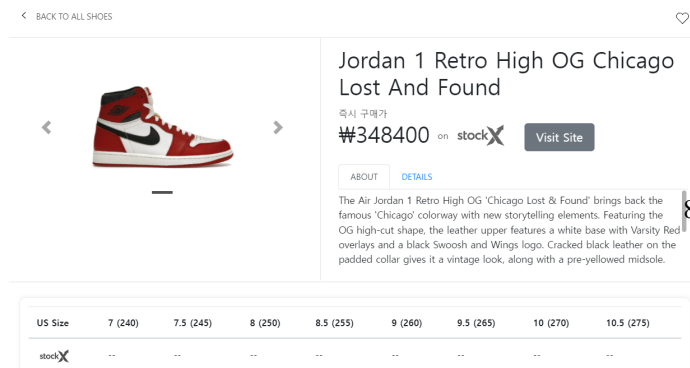 BACK TO ALL SHOES
Jordan 1 Retro High OG Chicago
Lost And Found
즉시 구매가
₩348400 on stockX Visit Site
ABOUT DETAILS
The Air Jordan 1 Retro High OG 'Chicago Lost & Found' brings back the
famous 'Chicago' colorway with new storytelling elements. Featuring the
OG high-cut shape, the leather upper features a white base with Varsity Red
overlays and a black Swoosh and Wings logo. Cracked black leather on the
padded collar gives it a vintage look, along with a pre-yellowed midsole.
US Size 7 (240) 7.5 (245) 8 (250) 8.5 (255) 9 (260) 9.5 (265) 10 (270) 10.5 (275)
stockX -- -- -- -- -- -- -- --